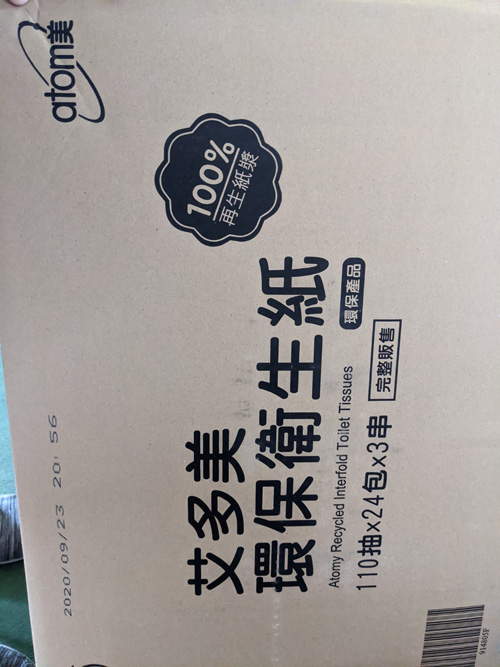 atom美
100%
再生紙漿
艾多美
環保衛生紙
環保產品
Atomy Recycled Interfold Toilet Tissues
110抽×24包×3串
完整販售
2020/09/23 20:56
914805F